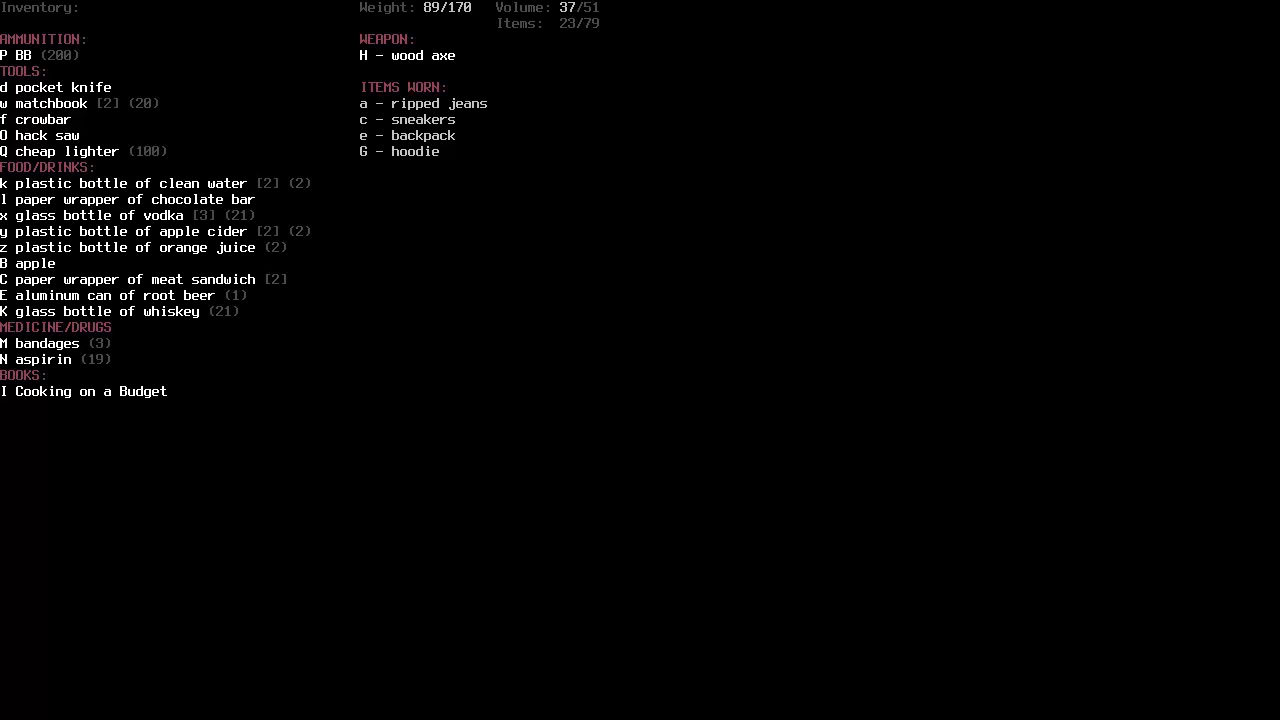 Inventory: Weight: 89/170 Volume: 37/51
Items: 23/79
AMMUNITION: WEAPON:
P BB (200) H - wood axe
TOOLS:
d pocket knife ITEMS WORN:
w matchbook [2] (20) a - ripped jeans
f crowbar c - sneakers
O hack saw e - backpack
Q cheap lighter (100) G - hoodie
FOOD/DRINKS:
k plastic bottle of clean water [2] (2)
l paper wrapper of chocolate bar
x glass bottle of vodka [3] (21)
y plastic bottle of apple cider [2] (2)
z plastic bottle of orange juice (2)
B apple
C paper wrapper of meat sandwich [2]
E aluminum can of root beer (1)
K glass bottle of whiskey (21)
MEDICINE/DRUGS
M bandages (3)
N aspirin (19)
BOOKS:
I Cooking on a Budget